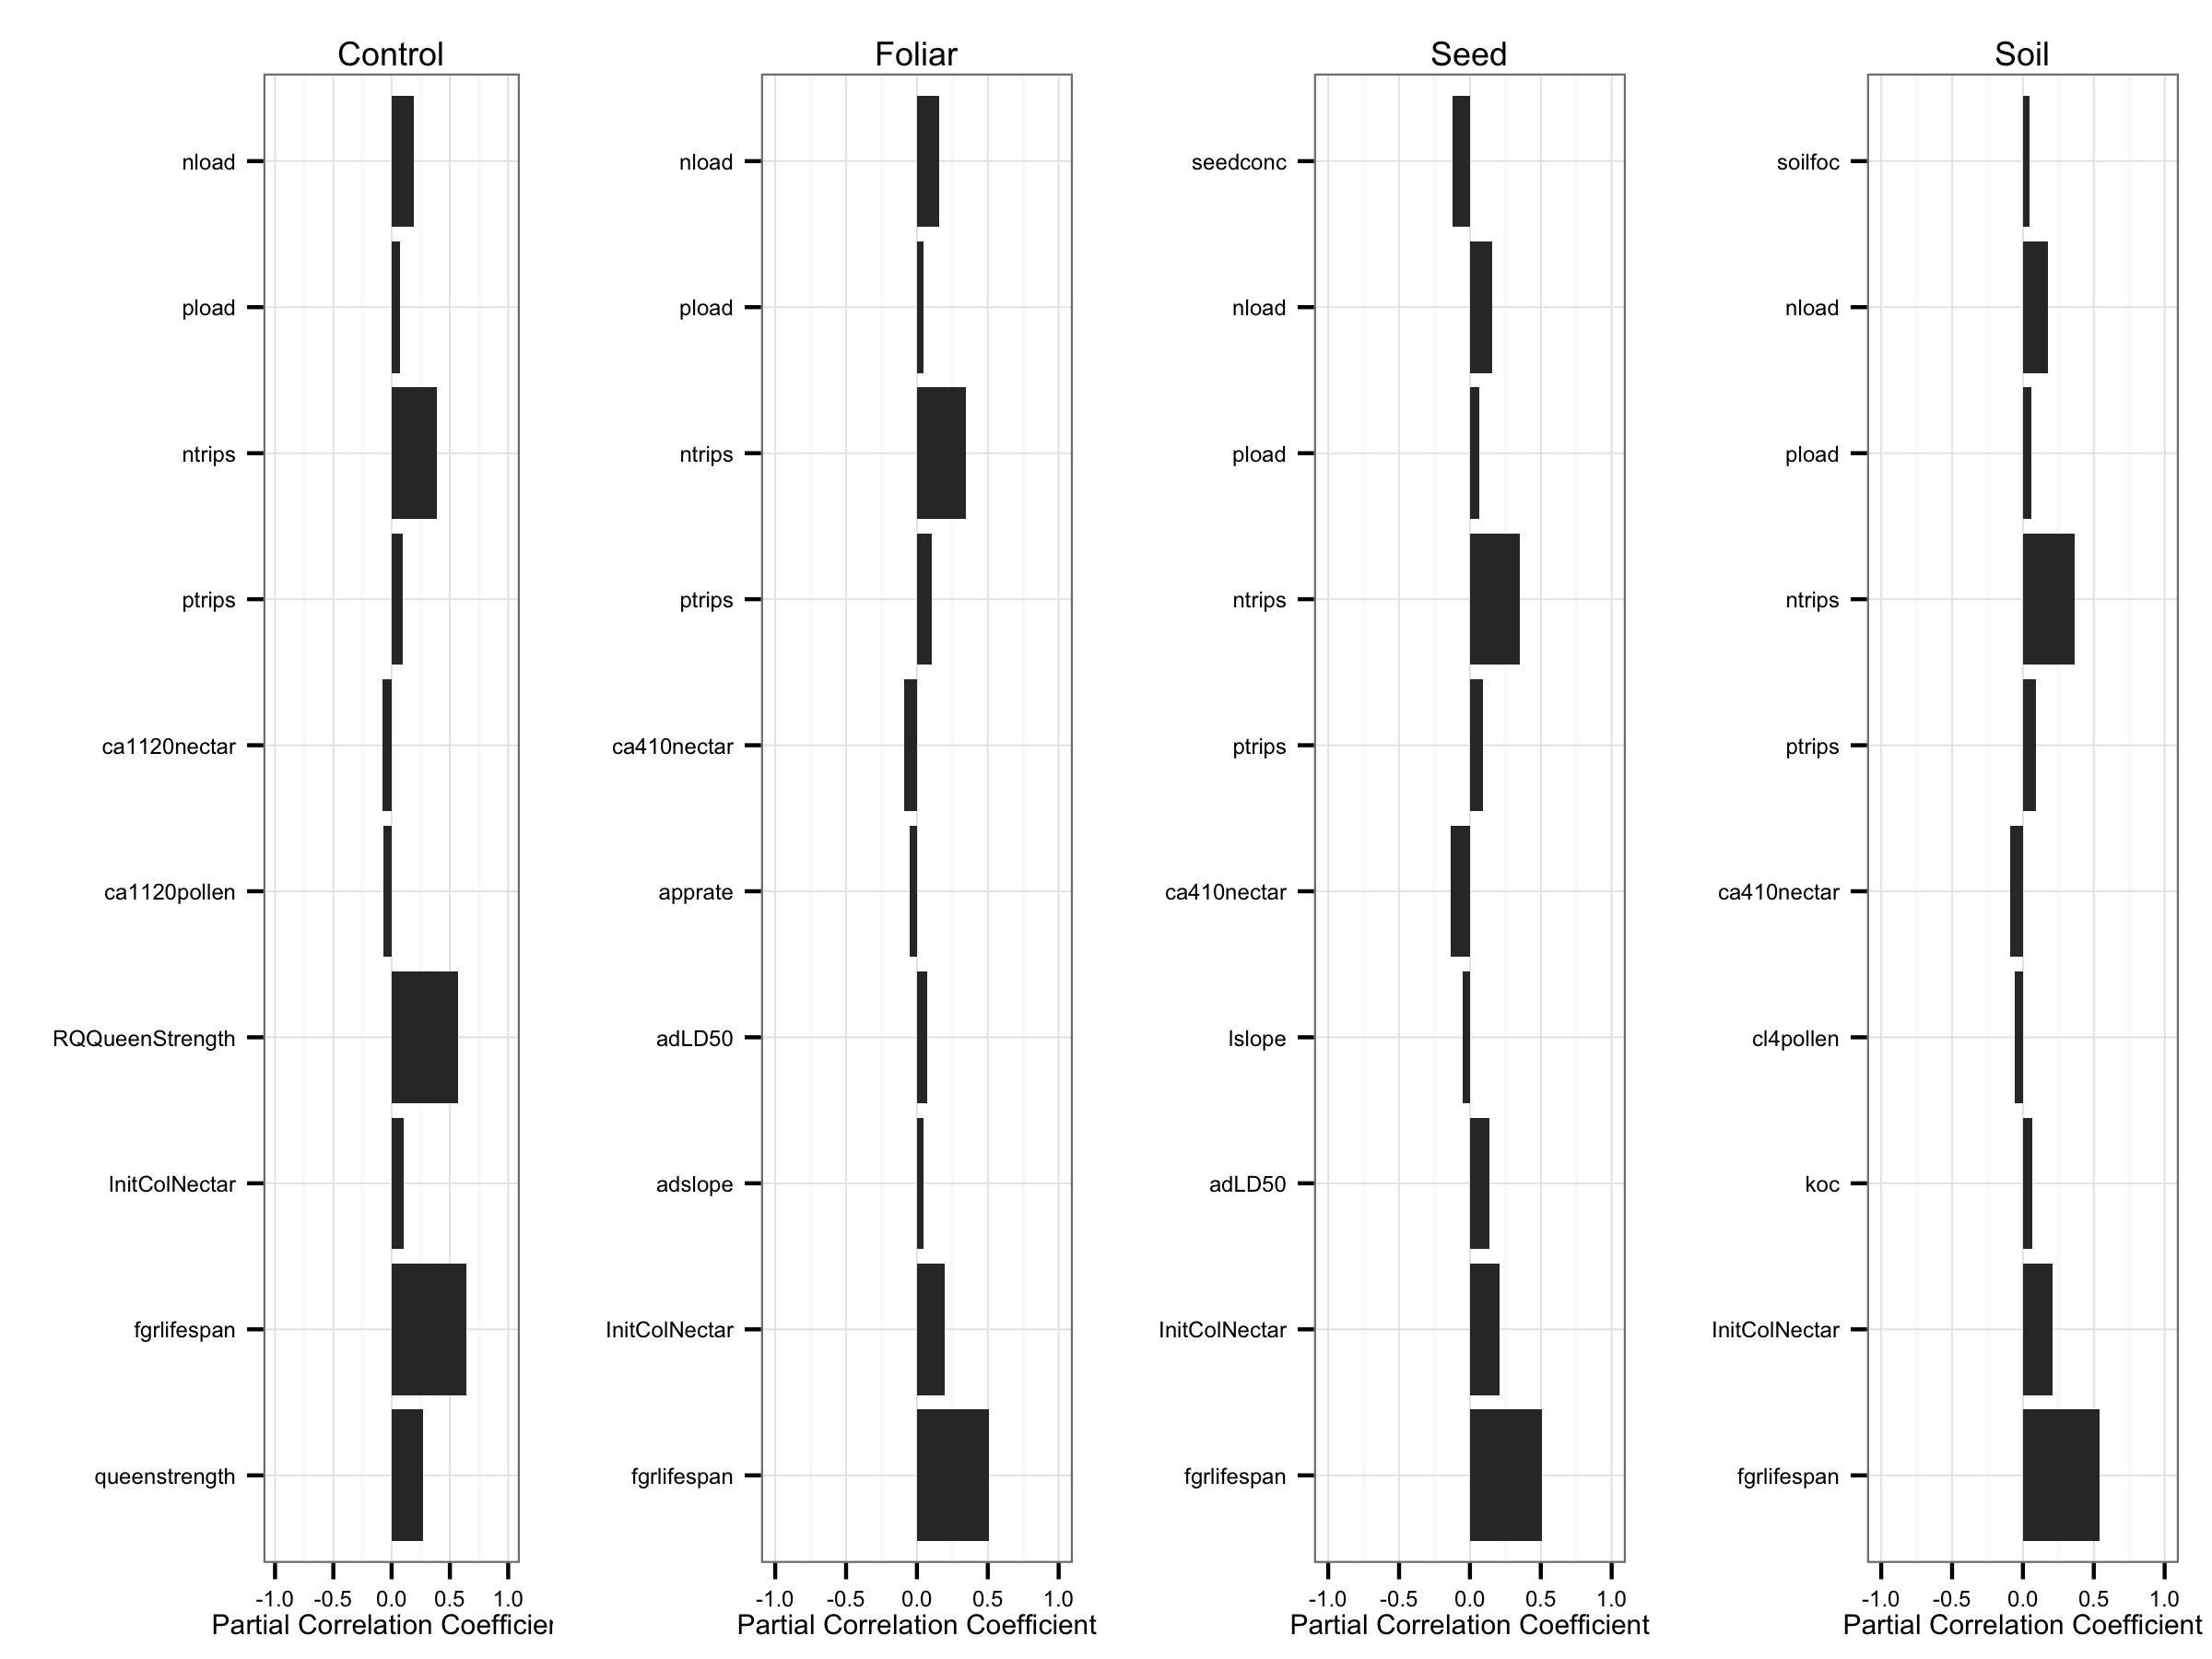 Control
nload
pload
ntrips
ptrips
ca1120nectar
ca1120pollen
RQQueenStrength
InitColNectar
fgrlifespan
queenstrength
-1.0 -0.5 0.0 0.5 1.0
Partial Correlation Coefficien
Foliar
nload
pload
ntrips
ptrips
ca410nectar
apprate
adLD50
adslope
InitColNectar
fgrlifespan
-1.0 -0.5 0.0 0.5 1.0
Partial Correlation Coefficient
Seed
seedconc
nload
pload
ntrips
ptrips
ca410nectar
lslope
adLD50
InitColNectar
fgrlifespan
-1.0 -0.5 0.0 0.5 1.0
Partial Correlation Coefficient
Soil
soilfoc
nload
pload
ntrips
ptrips
ca410nectar
cl4pollen
koc
InitColNectar
fgrlifespan
-1.0 -0.5 0.0 0.5 1.0
Partial Correlation Coefficient